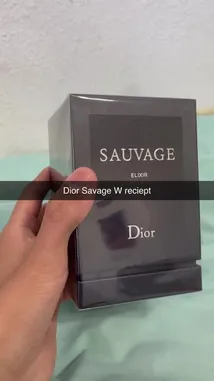 SAUVAGE
ELIXIR
Dior Savage W reciept
Dior